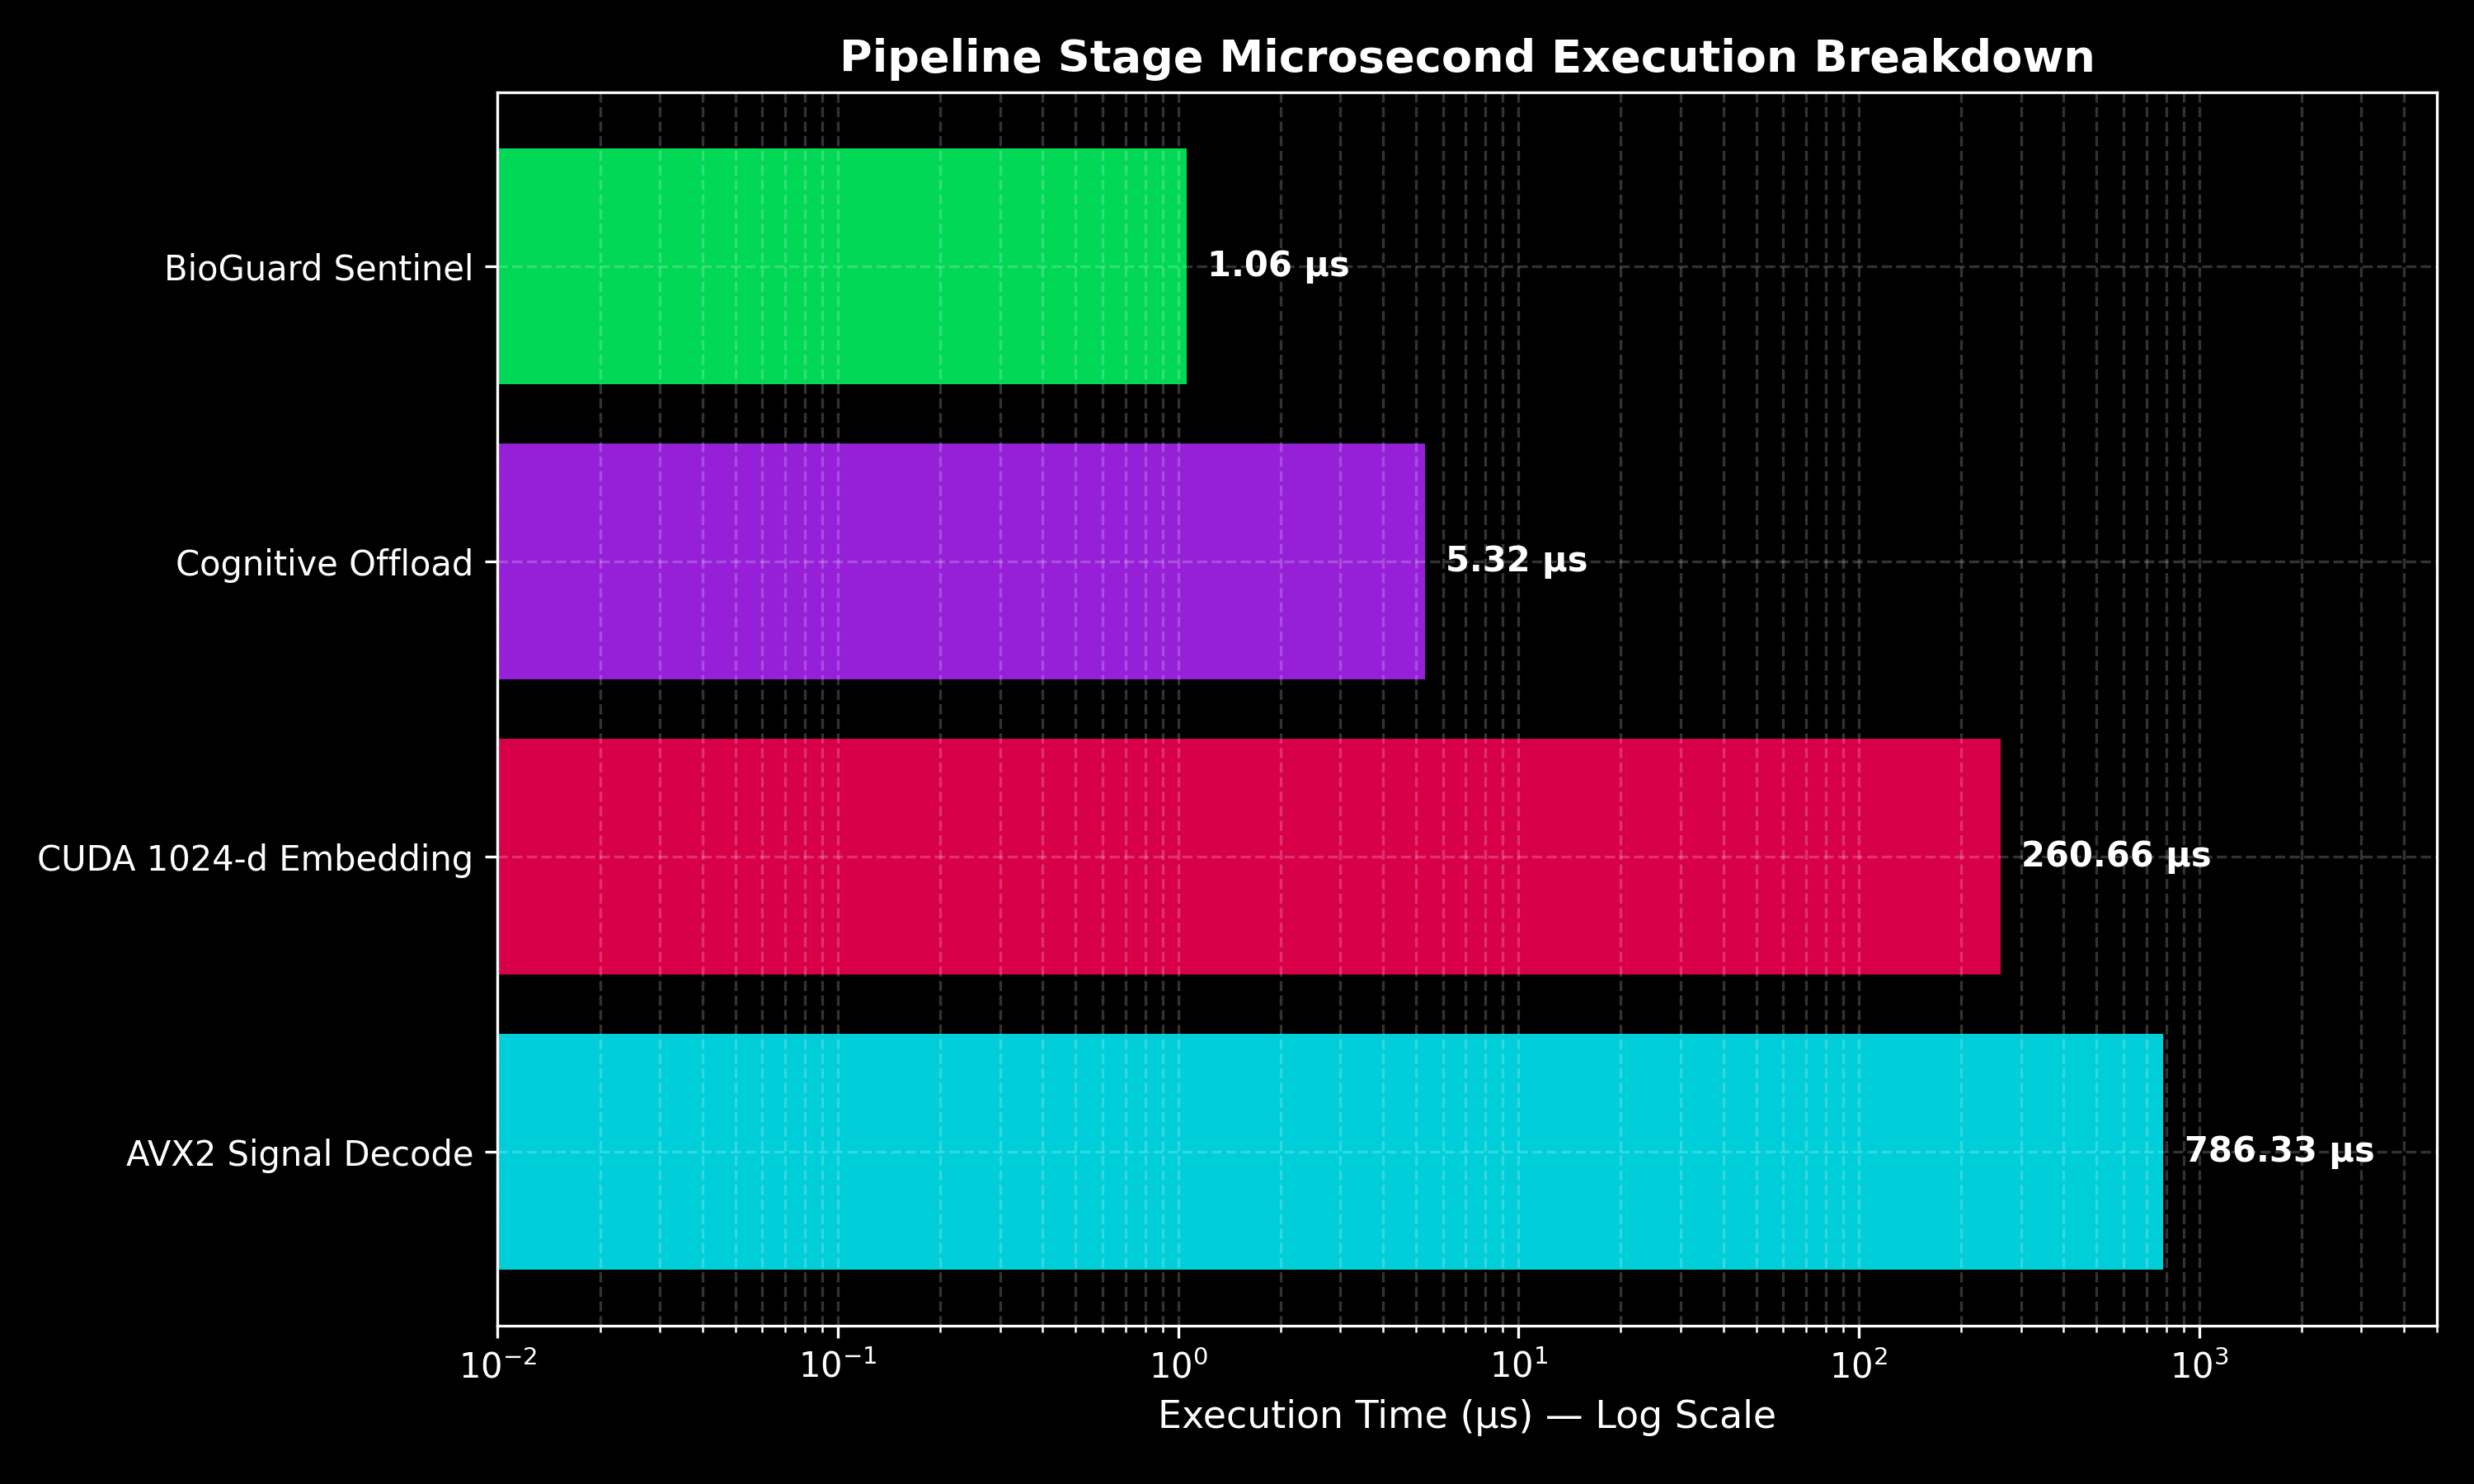 Pipeline Stage Microsecond Execution Breakdown
BioGuard Sentinel
1.06 µs
Cognitive Offload
5.32 µs
CUDA 1024-d Embedding
260.66 µs
AVX2 Signal Decode
786.33 µs
10⁻² 10⁻¹ 10⁰ 10¹ 10² 10³
Execution Time (µs) — Log Scale